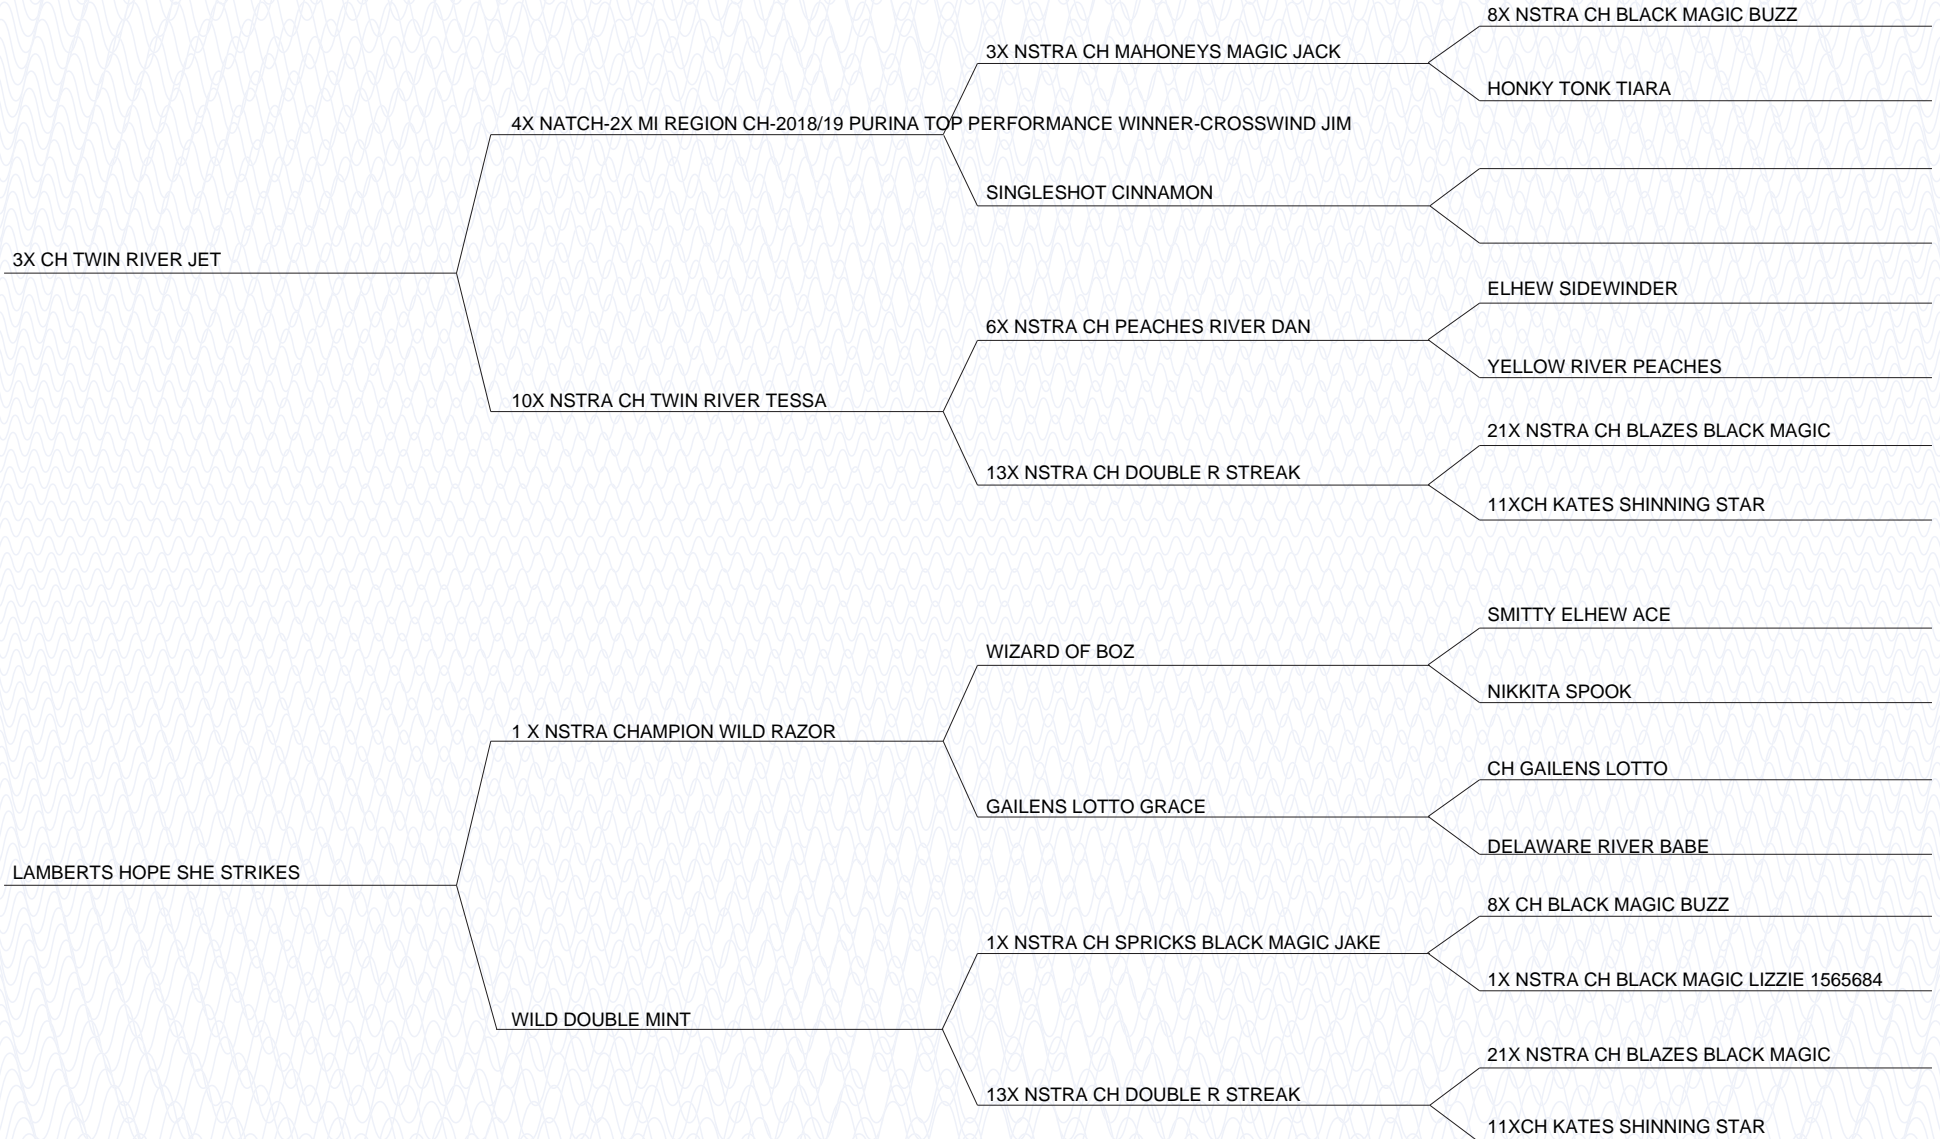 8X NSTRA CH BLACK MAGIC BUZZ
3X NSTRA CH MAHONEYS MAGIC JACK
HONKY TONK TIARA
4X NATCH-2X MI REGION CH-2018/19 PURINA TOP PERFORMANCE WINNER-CROSSWIND JIM
SINGLESHOT CINNAMON
3X CH TWIN RIVER JET
ELHEW SIDEWINDER
6X NSTRA CH PEACHES RIVER DAN
YELLOW RIVER PEACHES
10X NSTRA CH TWIN RIVER TESSA
21X NSTRA CH BLAZES BLACK MAGIC
13X NSTRA CH DOUBLE R STREAK
11XCH KATES SHINNING STAR
SMITTY ELHEW ACE
WIZARD OF BOZ
NIKKITA SPOOK
1 X NSTRA CHAMPION WILD RAZOR
CH GAILENS LOTTO
GAILENS LOTTO GRACE
DELAWARE RIVER BABE
LAMBERTS HOPE SHE STRIKES
8X CH BLACK MAGIC BUZZ
1X NSTRA CH SPRICKS BLACK MAGIC JAKE
1X NSTRA CH BLACK MAGIC LIZZIE 1565684
WILD DOUBLE MINT
21X NSTRA CH BLAZES BLACK MAGIC
13X NSTRA CH DOUBLE R STREAK
11XCH KATES SHINNING STAR